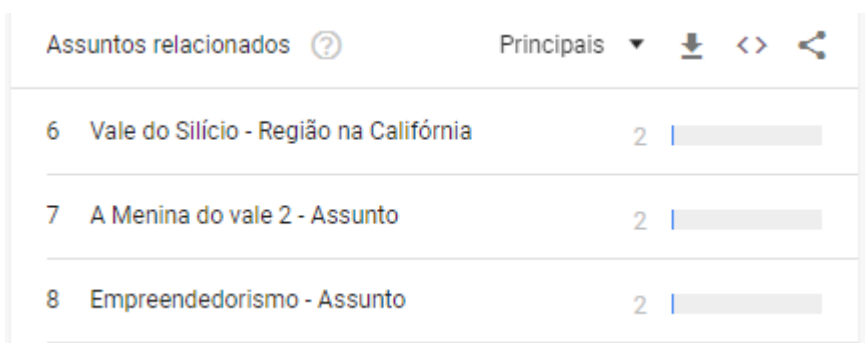 Assuntos relacionados ? Principais
6 Vale do Silício - Região na Califórnia 2
7 A Menina do vale 2 - Assunto 2
8 Empreendedorismo - Assunto 2